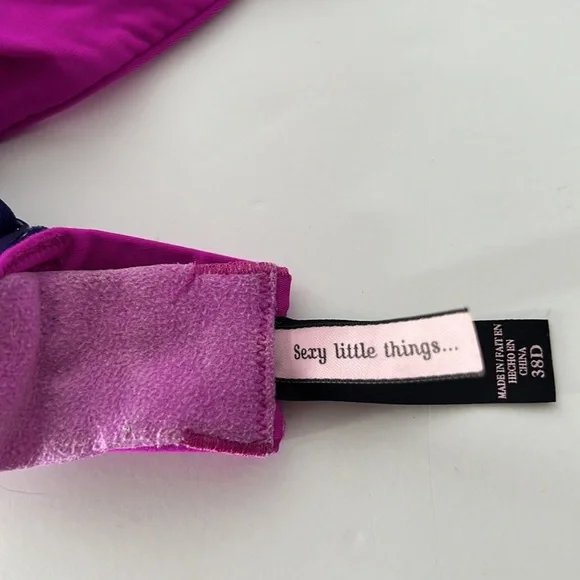 Sexy little things...
MADE IN / FAIT EN
HECHO EN
CHINA
38D